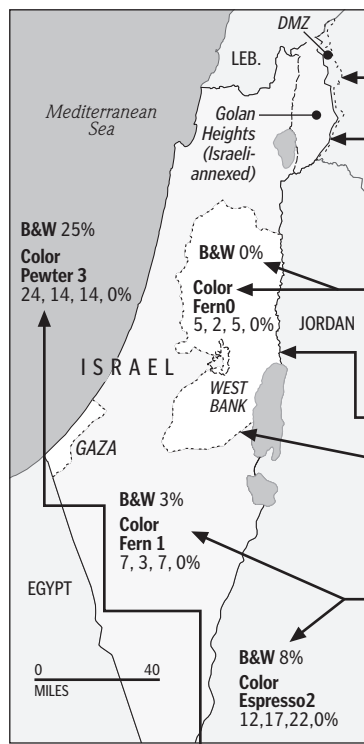 DMZ
LEB.
Mediterranean
Sea
Golan
Heights
(Israeli-
annexed)
B&W 25%
Color
Pewter 3
24, 14, 14, 0%
B&W 0%
Color
Fern0
5, 2, 5, 0%
JORDAN
ISRAEL
WEST
BANK
GAZA
B&W 3%
Color
Fern 1
7, 3, 7, 0%
EGYPT
B&W 8%
Color
Espresso2
12,17,22,0%
0 40
MILES